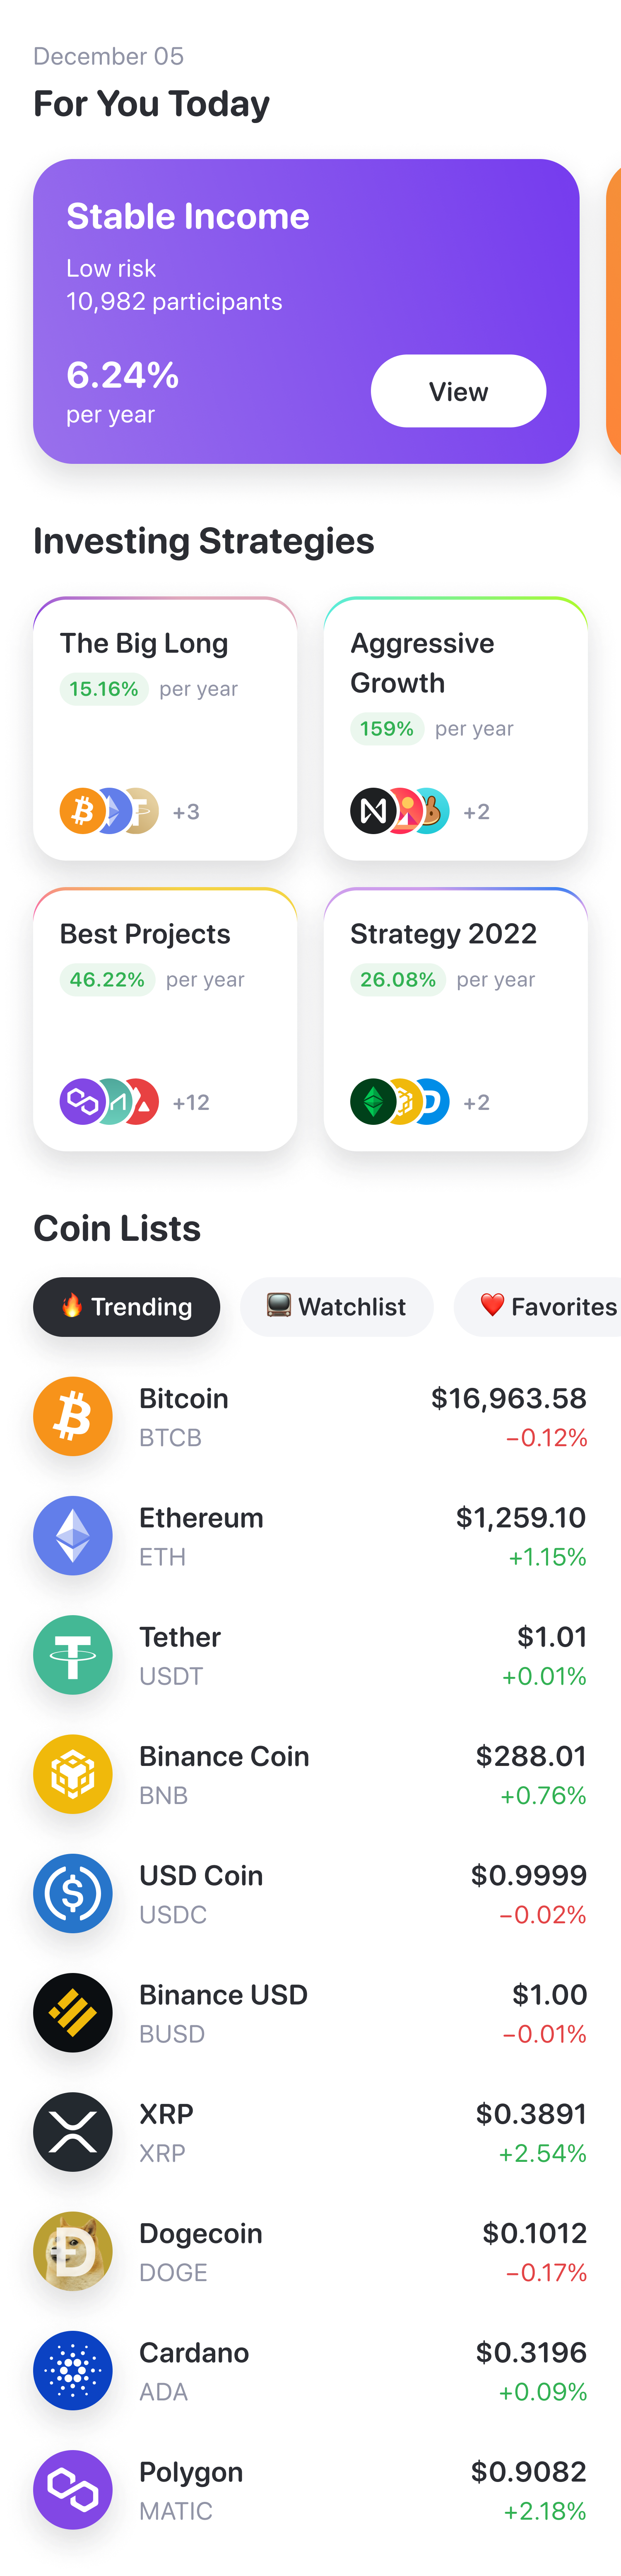 December 05
For You Today
Stable Income
Low risk
10,982 participants
6.24%
per year
View
Investing Strategies
The Big Long
15.16% per year
+3
Aggressive
Growth
159% per year
+2
Best Projects
46.22% per year
+12
Strategy 2022
26.08% per year
+2
Coin Lists
🔥 Trending
📺 Watchlist
❤️ Favorites
Bitcoin $16,963.58
BTCB −0.12%
Ethereum $1,259.10
ETH +1.15%
Tether $1.01
USDT +0.01%
Binance Coin $288.01
BNB +0.76%
USD Coin $0.9999
USDC −0.02%
Binance USD $1.00
BUSD −0.01%
XRP $0.3891
XRP +2.54%
Dogecoin $0.1012
DOGE −0.17%
Cardano $0.3196
ADA +0.09%
Polygon $0.9082
MATIC +2.18%